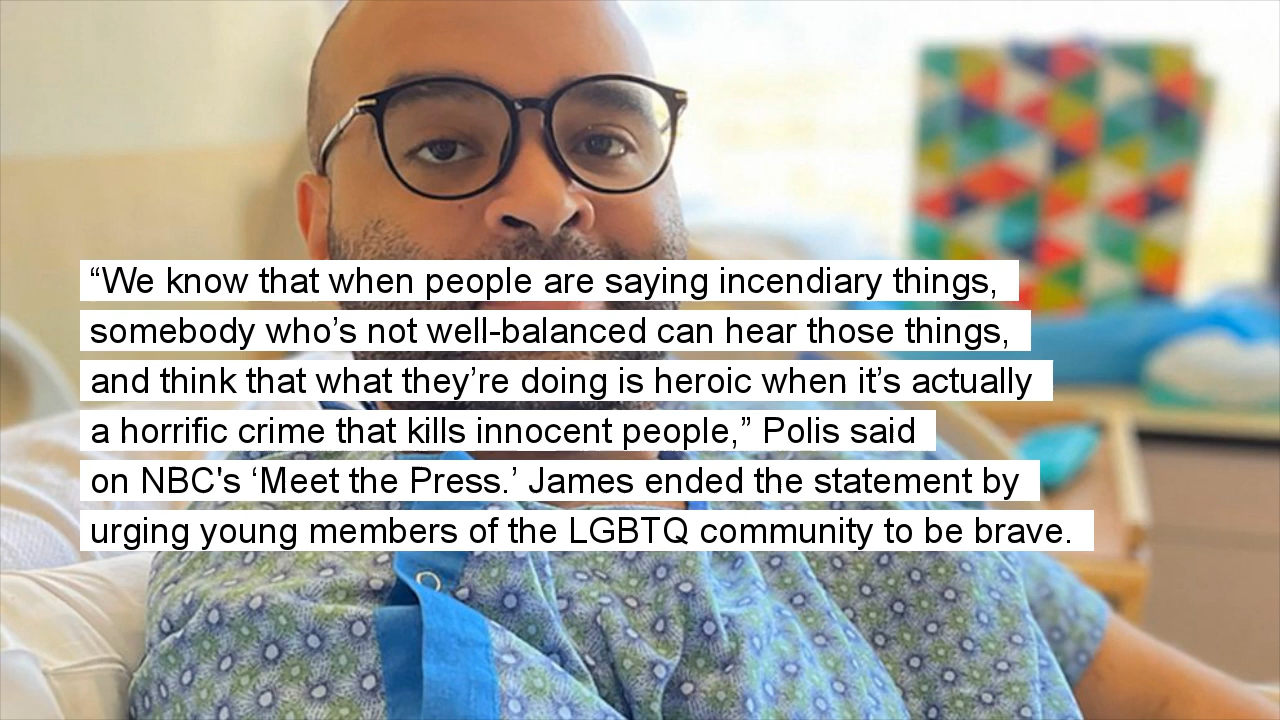 “We know that when people are saying incendiary things,
somebody who’s not well-balanced can hear those things,
and think that what they’re doing is heroic when it’s actually
a horrific crime that kills innocent people,” Polis said
on NBC's ‘Meet the Press.’ James ended the statement by
urging young members of the LGBTQ community to be brave.